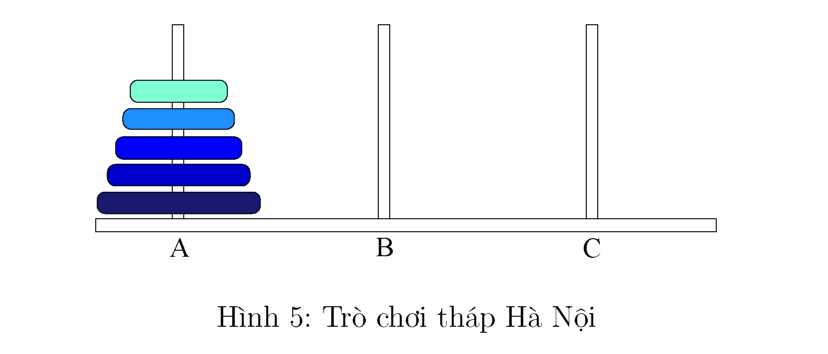 A B C
Hình 5: Trò chơi tháp Hà Nội